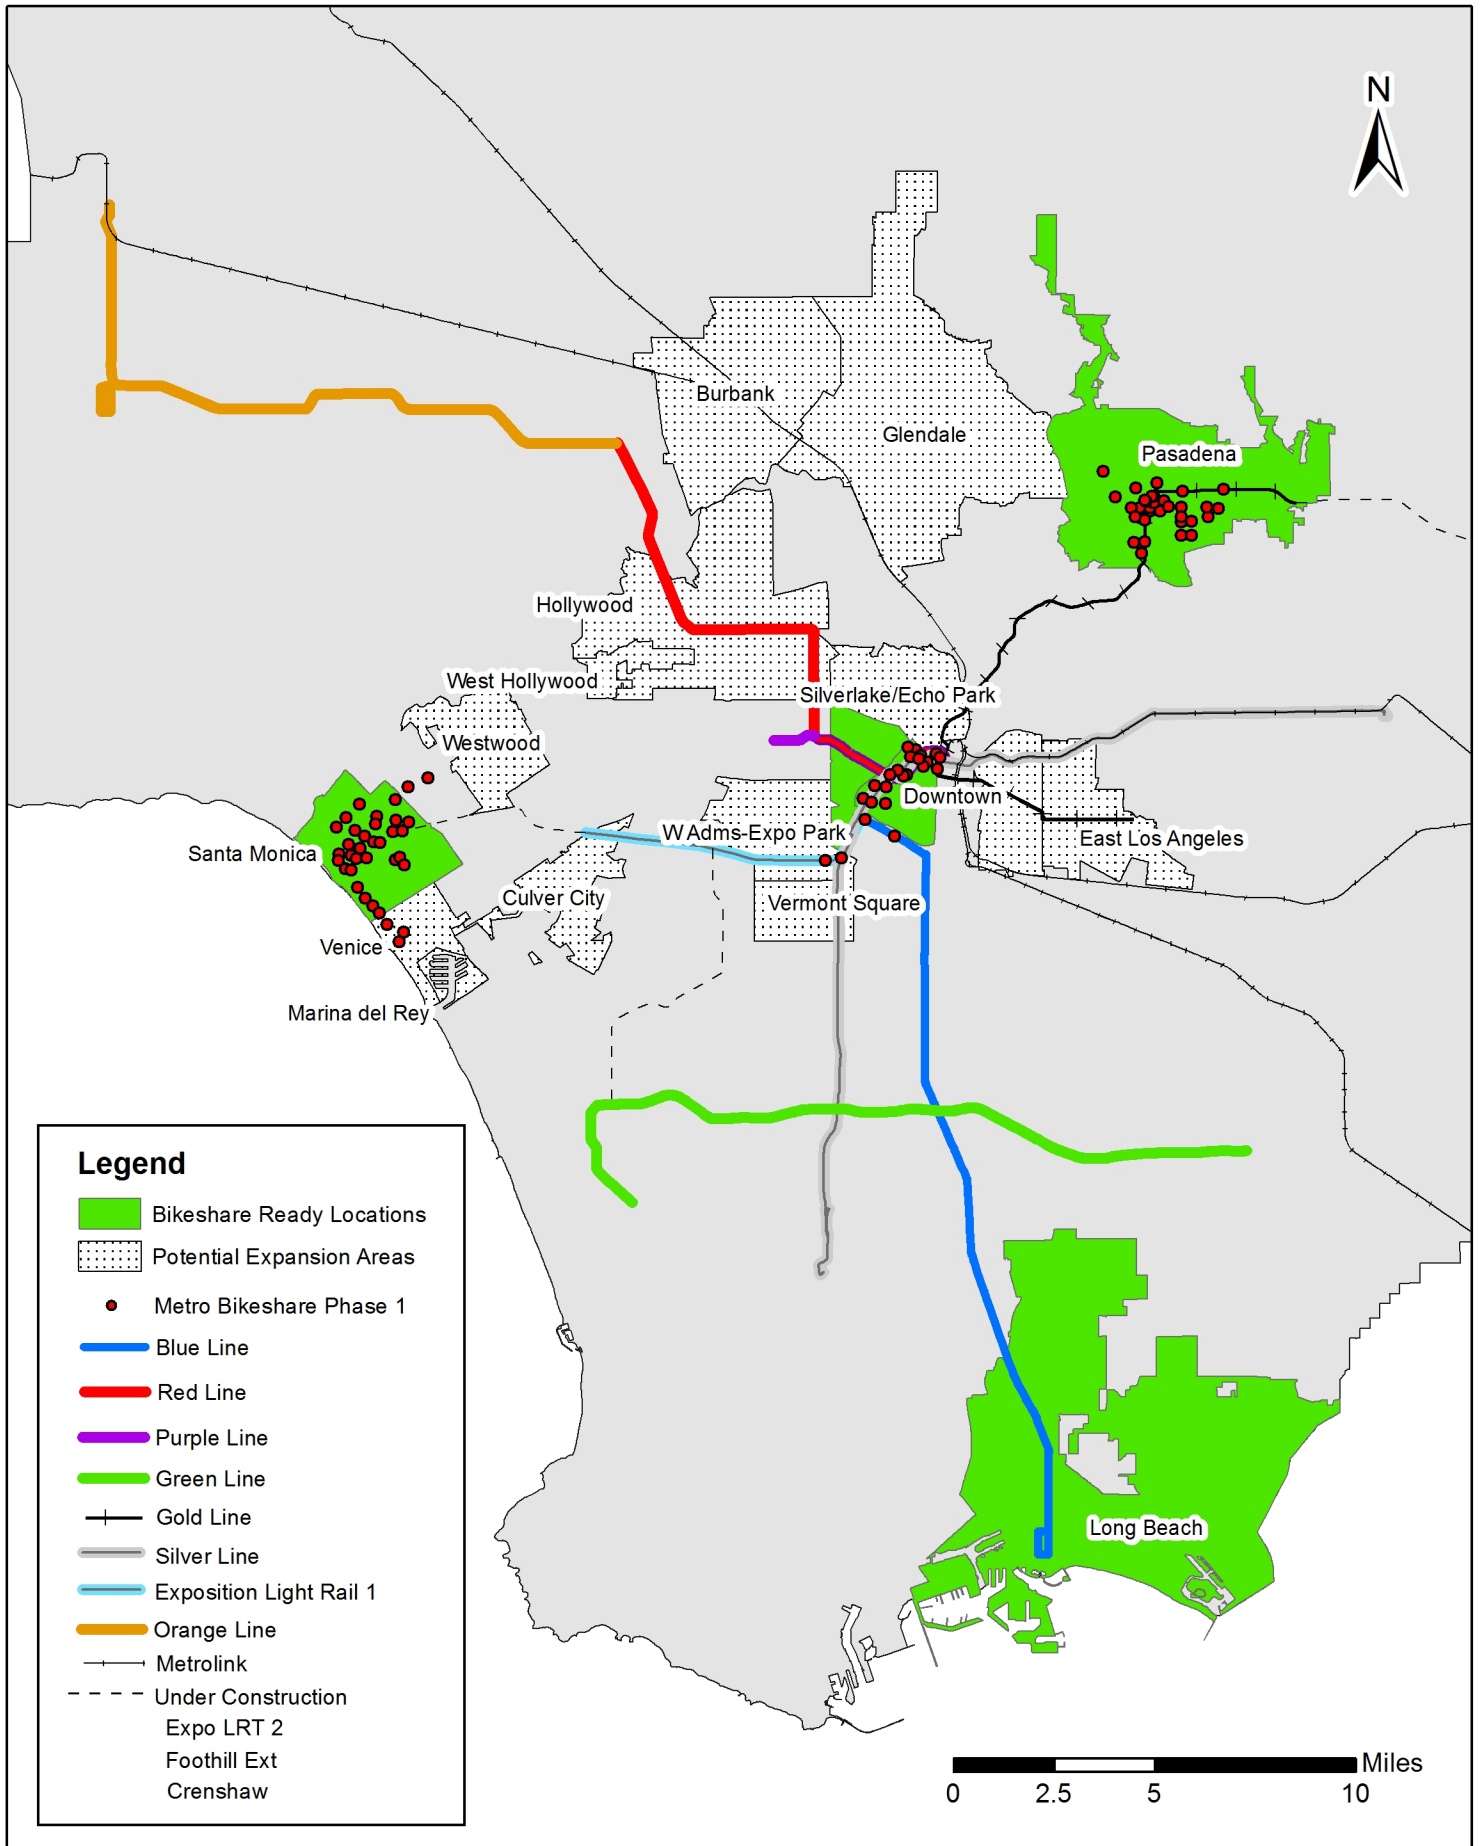 N
Burbank
Glendale
Pasadena
Hollywood
West Hollywood
Silverlake/Echo Park
Westwood
Downtown
W Adms-Expo Park
East Los Angeles
Santa Monica
Culver City
Vermont Square
Venice
Marina del Rey
Legend
Bikeshare Ready Locations
Potential Expansion Areas
Metro Bikeshare Phase 1
Blue Line
Red Line
Purple Line
Green Line
Gold Line
Silver Line
Exposition Light Rail 1
Orange Line
Metrolink
Under Construction
Expo LRT 2
Foothill Ext
Crenshaw
Long Beach
Miles
0 2.5 5 10